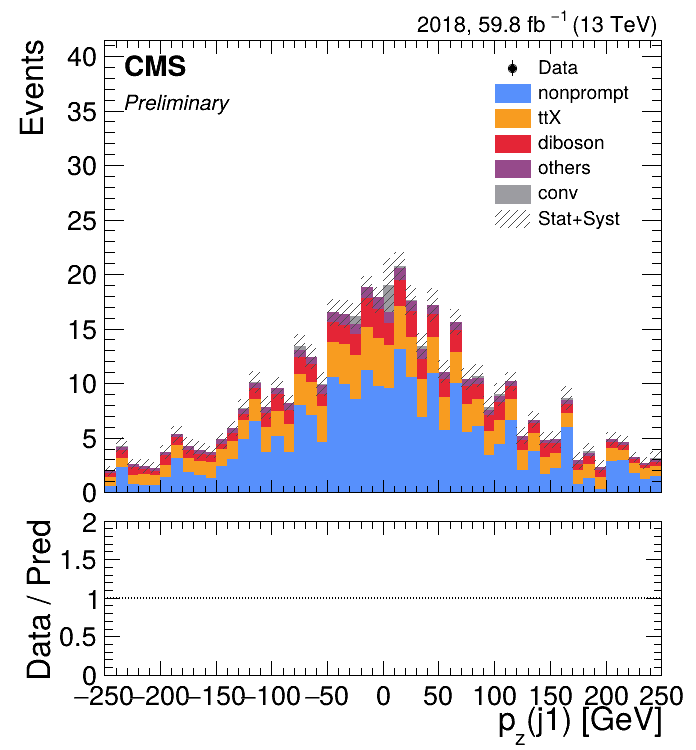 2018, 59.8 fb⁻¹ (13 TeV)
Events
40
35
30
25
20
15
10
5
0
CMS
Preliminary
Data
nonprompt
ttX
diboson
others
conv
Stat+Syst
Data / Pred
2
1.5
1
0.5
0
−250 −200 −150 −100 −50 0 50 100 150 200 250
p_z(j1) [GeV]